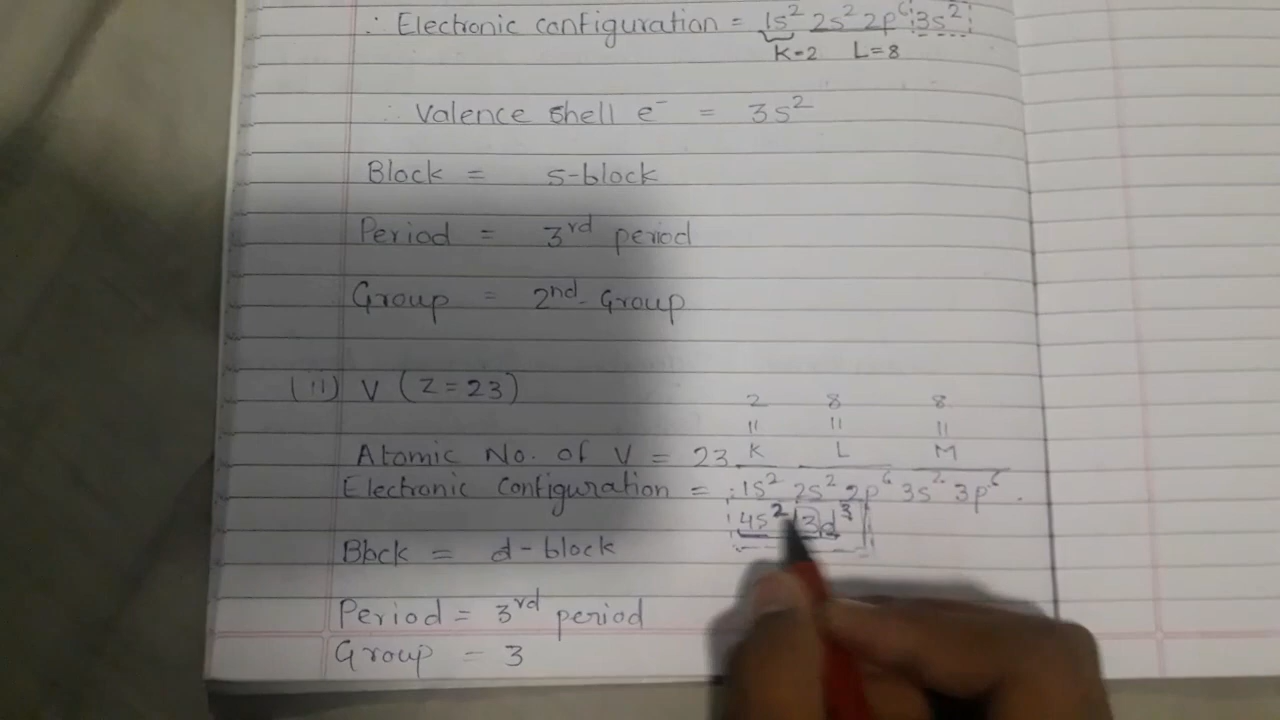 ∴ Electronic configuration = 1s² 2s² 2p⁶ 3s²
K=2 L=8
∴ Valence shell e⁻ = 3s²
Block = s-block
Period = 3rd period
Group = 2nd Group
(ii) V (Z=23)
2 8 8
|| || ||
Atomic No. of V = 23 K L M
Electronic Configuration = 1s² 2s² 2p⁶ 3s² 3p⁶
4s² 3d³
Block = d-block
Period = 3rd period
Group = 3